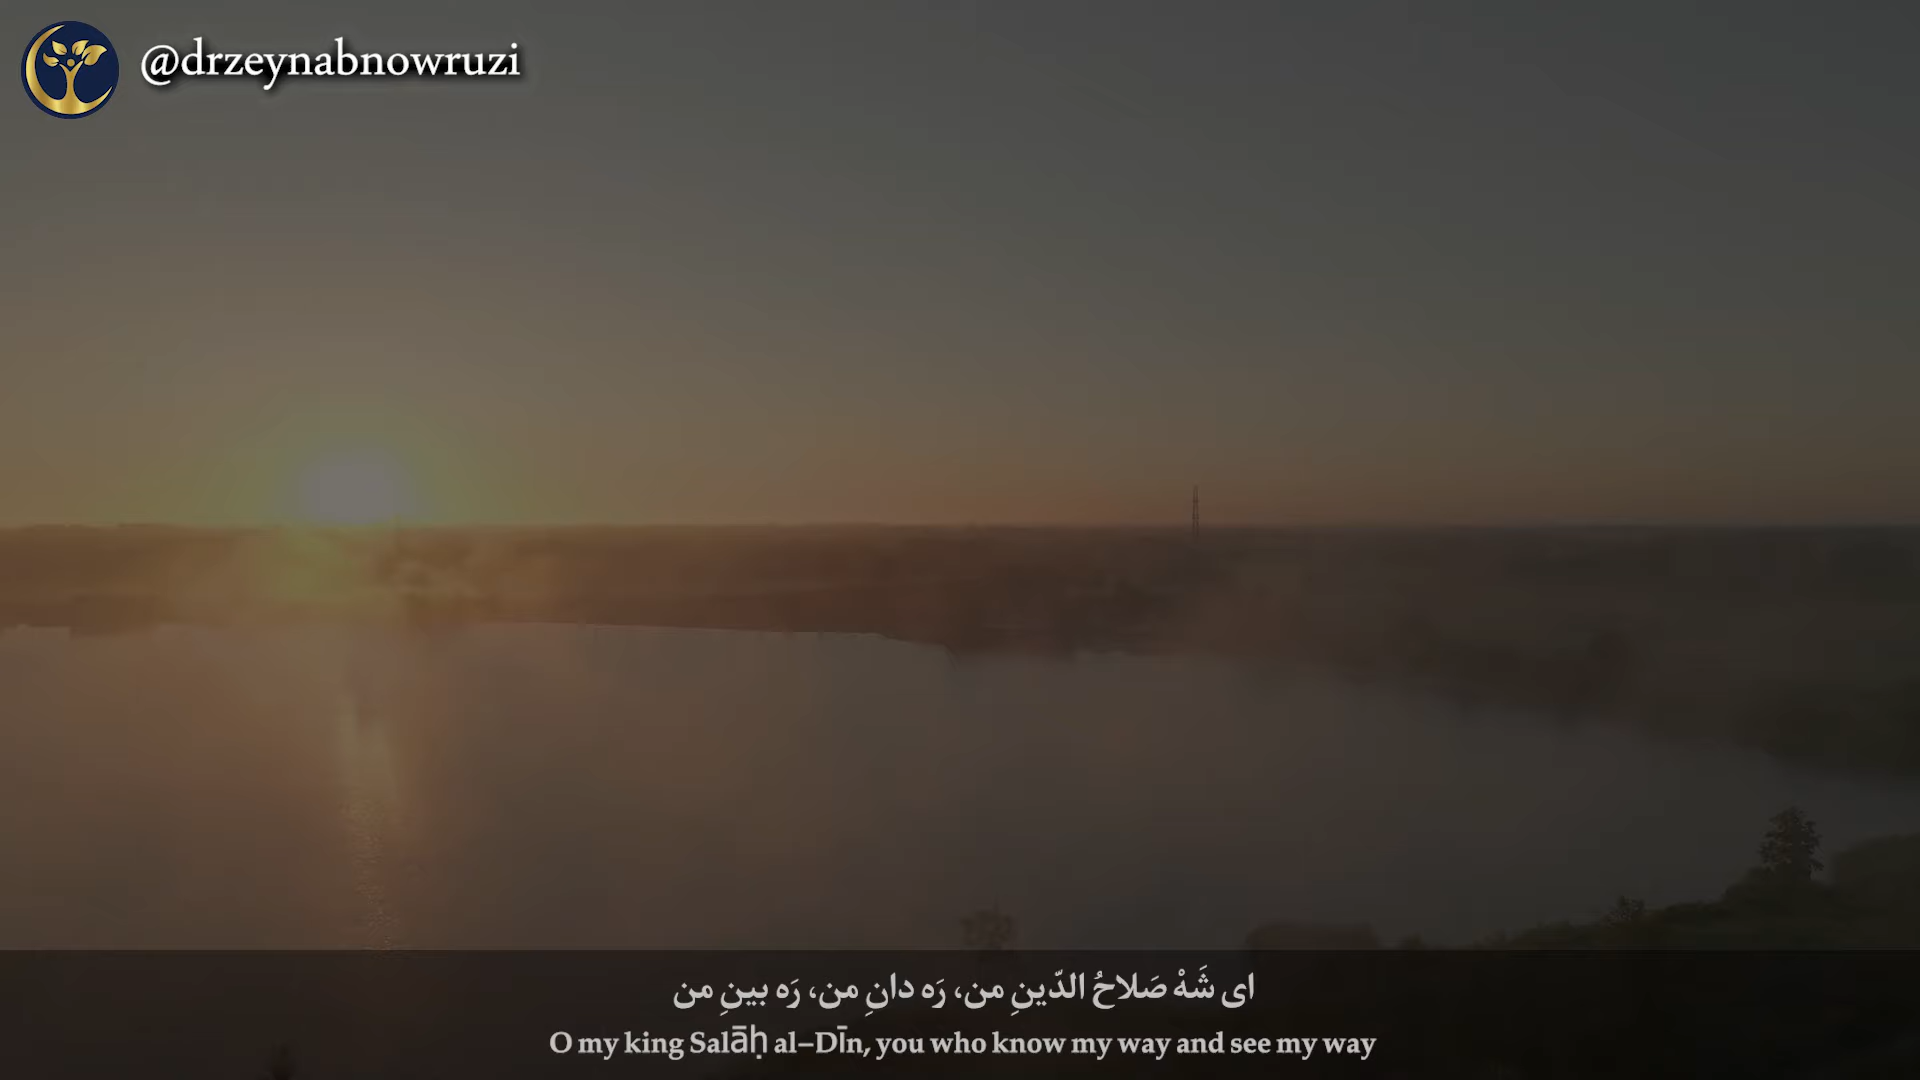 @drzeynabnowruzi
ای شَهْ صَلاحُ الدّینِ من، رَه دانِ من، رَه بینِ من
O my king Salāḥ al–Dīn, you who know my way and see my way